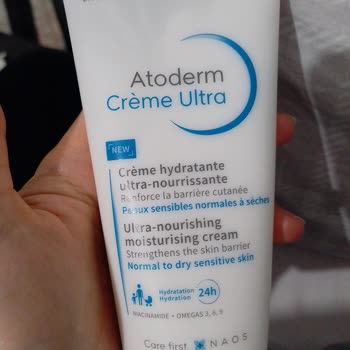 Atoderm
Crème Ultra
NEW
Crème hydratante
ultra-nourrissante
Renforce la barrière cutanée
Peaux sensibles normales à sèches
Ultra-nourishing
moisturising cream
Strengthens the skin barrier
Normal to dry sensitive skin
Hydratation
Hydration
24h
NIACINAMIDE • OMEGAS 3, 6, 9
Care first
NAOS